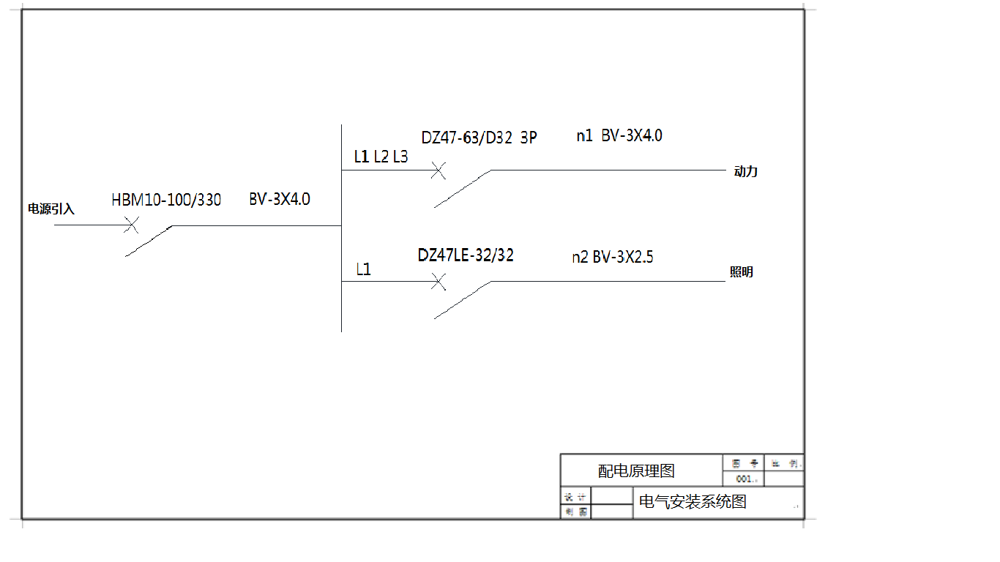 DZ47-63/D32 3P
n1 BV-3X4.0
L1 L2 L3
动力
电源引入
HBM10-100/330
BV-3X4.0
DZ47LE-32/32
n2 BV-3X2.5
L1
照明
配电原理图
图 号
比 例
001
设 计
电气安装系统图
制 图